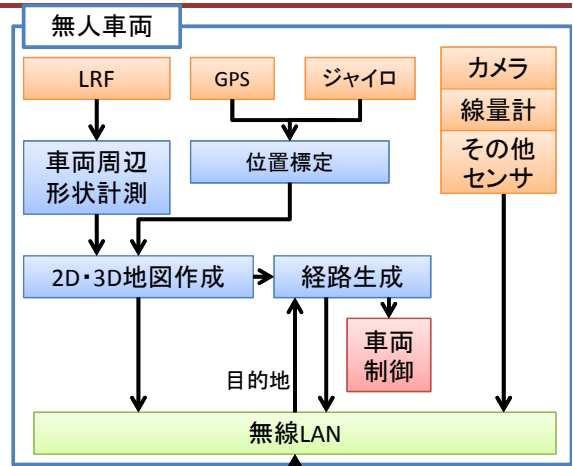 無人車両
LRF
GPS
ジャイロ
カメラ
線量計
その他
センサ
車両周辺
形状計測
位置標定
2D・3D地図作成
経路生成
車両
制御
目的地
無線LAN